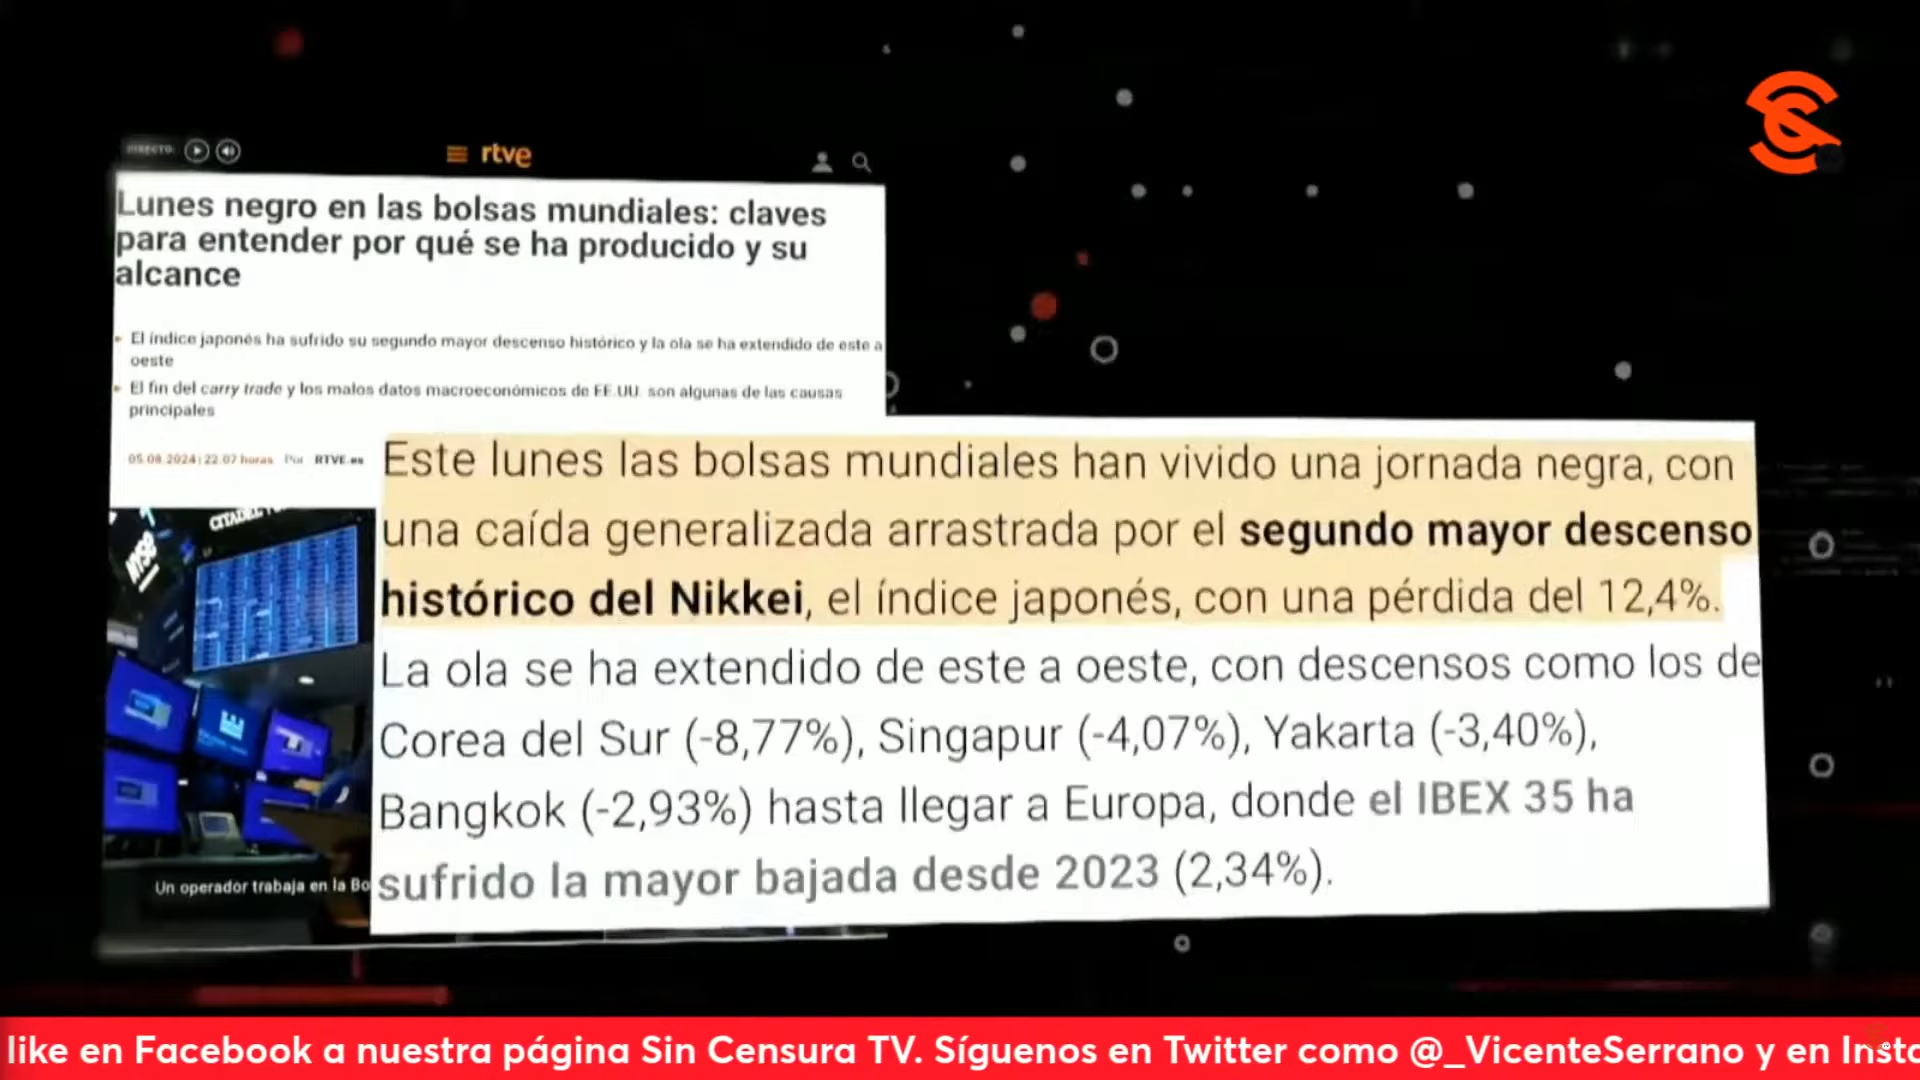 DIRECTO
rtve
Lunes negro en las bolsas mundiales: claves
para entender por qué se ha producido y su
alcance
El índice japonés ha sufrido su segundo mayor descenso histórico y la ola se ha extendido de este a
oeste
El fin del carry trade y los malos datos macroeconómicos de EE.UU. son algunas de las causas
principales
05.08.2024 | 22:07 horas Por RTVE.es
Este lunes las bolsas mundiales han vivido una jornada negra, con
una caída generalizada arrastrada por el segundo mayor descenso
histórico del Nikkei, el índice japonés, con una pérdida del 12,4%.
La ola se ha extendido de este a oeste, con descensos como los de
Corea del Sur (-8,77%), Singapur (-4,07%), Yakarta (-3,40%),
Bangkok (-2,93%) hasta llegar a Europa, donde el IBEX 35 ha
sufrido la mayor bajada desde 2023 (2,34%).
CITADEL
NYSE
Un operador trabaja en la Bo
like en Facebook a nuestra página Sin Censura TV. Síguenos en Twitter como @_VicenteSerrano y en Insta